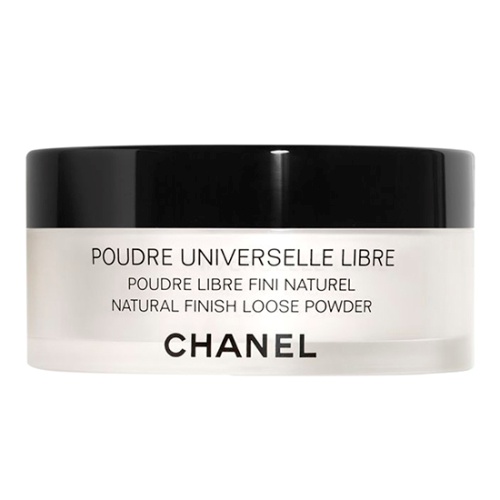 POUDRE UNIVERSELLE LIBRE
POUDRE LIBRE FINI NATUREL
NATURAL FINISH LOOSE POWDER
CHANEL